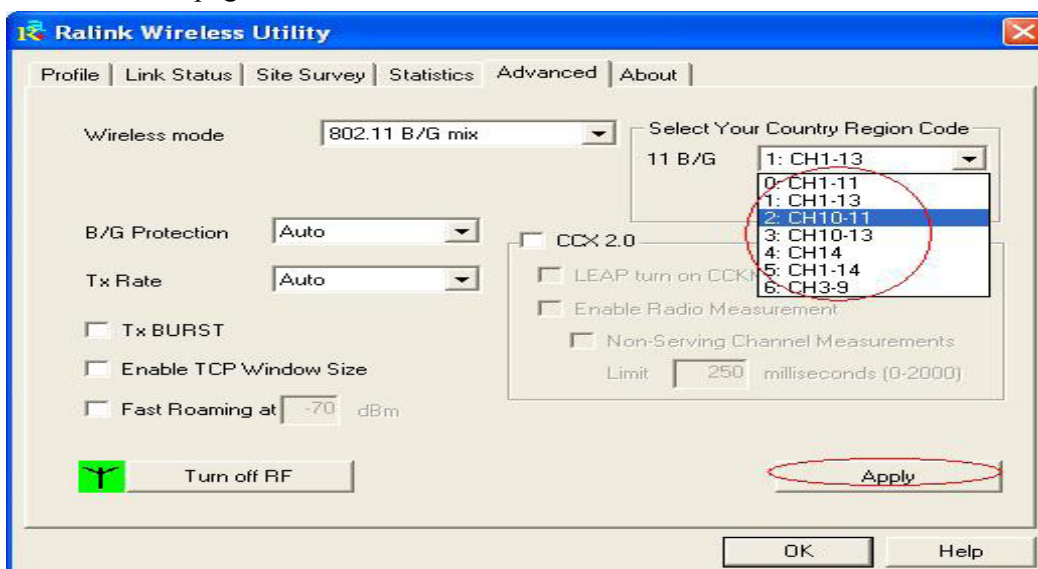 Ralink Wireless Utility
Profile Link Status Site Survey Statistics Advanced About
Wireless mode 802.11 B/G mix
Select Your Country Region Code
11 B/G 1: CH1-13
0: CH1-11
1: CH1-13
2: CH10-11
3: CH10-13
4: CH14
5: CH1-14
6: CH3-9
B/G Protection Auto
Tx Rate Auto
Tx BURST
Enable TCP Window Size
Fast Roaming at -70 dBm
CCX 2.0
LEAP turn on
Enable Radio Measurement
Non-Serving Channel Measurements
Limit 250 milliseconds (0-2000)
Turn off RF
Apply
OK Help